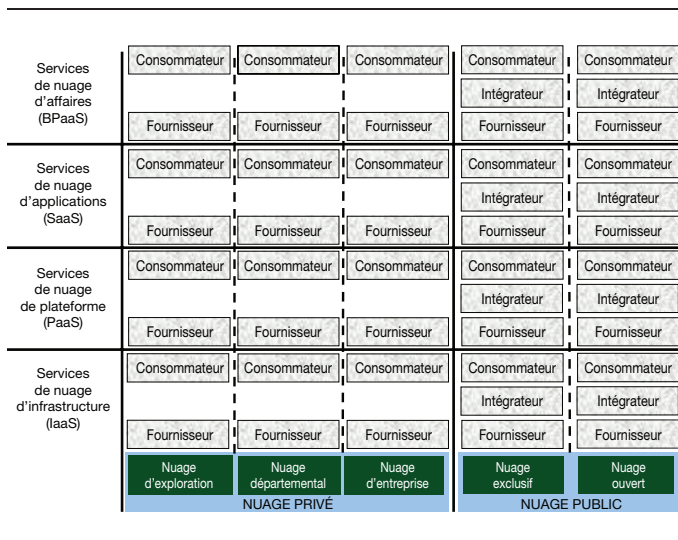 Services
de nuage
d'affaires
(BPaaS)
Consommateur Consommateur Consommateur Consommateur Consommateur
Intégrateur Intégrateur
Fournisseur Fournisseur Fournisseur Fournisseur Fournisseur
Services
de nuage
d'applications
(SaaS)
Consommateur Consommateur Consommateur Consommateur Consommateur
Intégrateur Intégrateur
Fournisseur Fournisseur Fournisseur Fournisseur Fournisseur
Services
de nuage
de plateforme
(PaaS)
Consommateur Consommateur Consommateur Consommateur Consommateur
Intégrateur Intégrateur
Fournisseur Fournisseur Fournisseur Fournisseur Fournisseur
Services
de nuage
d'infrastructure
(IaaS)
Consommateur Consommateur Consommateur Consommateur Consommateur
Intégrateur Intégrateur
Fournisseur Fournisseur Fournisseur Fournisseur Fournisseur
Nuage Nuage Nuage Nuage Nuage
d'exploration départemental d'entreprise exclusif ouvert
NUAGE PRIVÉ NUAGE PUBLIC